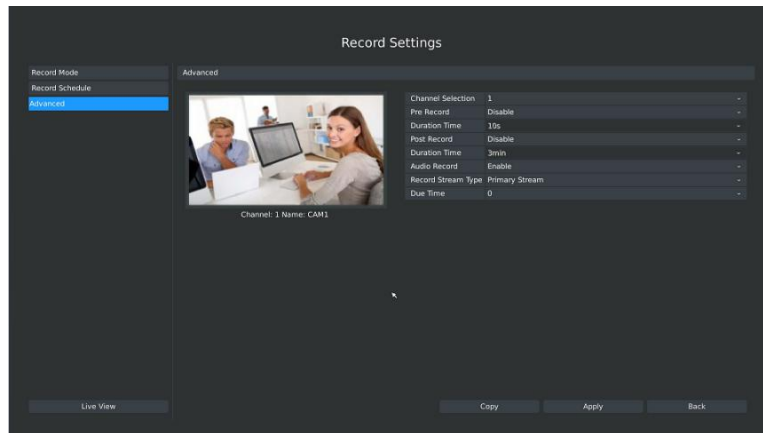 Record Settings
Record Mode
Record Schedule
Advanced
Advanced
Channel: 1 Name: CAM1
Channel Selection 1
Pre Record Disable
Duration Time 10s
Post Record Disable
Duration Time 3min
Audio Record Enable
Record Stream Type Primary Stream
Due Time 0
Live View
Copy Apply Back